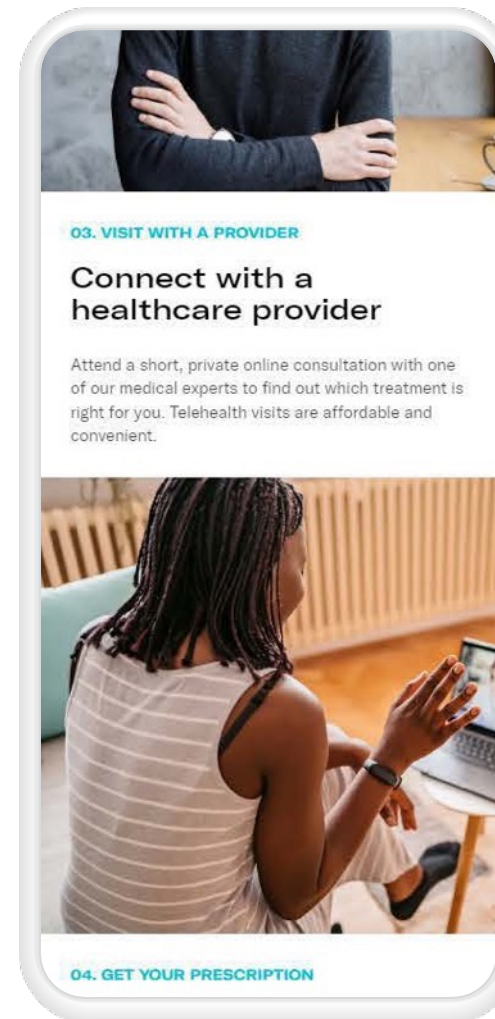 03. VISIT WITH A PROVIDER
Connect with a
healthcare provider
Attend a short, private online consultation with one
of our medical experts to find out which treatment is
right for you. Telehealth visits are affordable and
convenient.
04. GET YOUR PRESCRIPTION